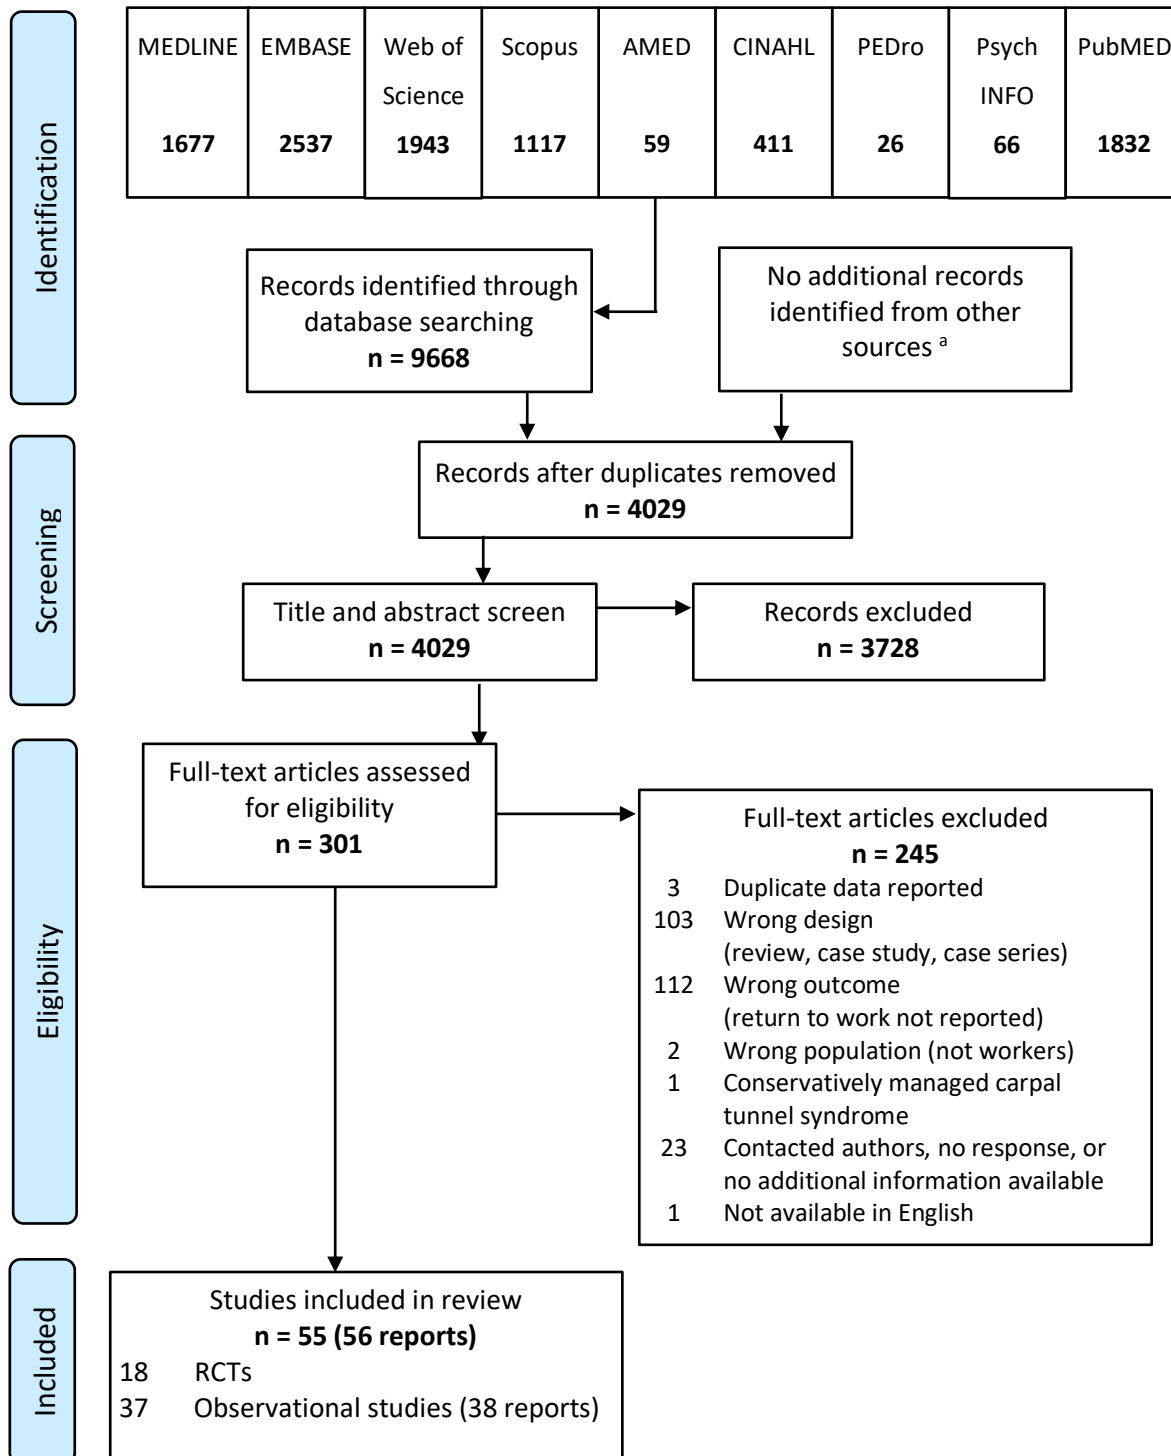 Identification
MEDLINE
1677
EMBASE
2537
Web of
Science
1943
Scopus
1117
AMED
59
CINAHL
411
PEDro
26
Psych
INFO
66
PubMED
1832
Records identified through
database searching
n = 9668
No additional records
identified from other
sources a
Screening
Records after duplicates removed
n = 4029
Title and abstract screen
n = 4029
Records excluded
n = 3728
Eligibility
Full-text articles assessed
for eligibility
n = 301
Full-text articles excluded
n = 245
3 Duplicate data reported
103 Wrong design
(review, case study, case series)
112 Wrong outcome
(return to work not reported)
2 Wrong population (not workers)
1 Conservatively managed carpal
tunnel syndrome
23 Contacted authors, no response, or
no additional information available
1 Not available in English
Included
Studies included in review
n = 55 (56 reports)
18 RCTs
37 Observational studies (38 reports)